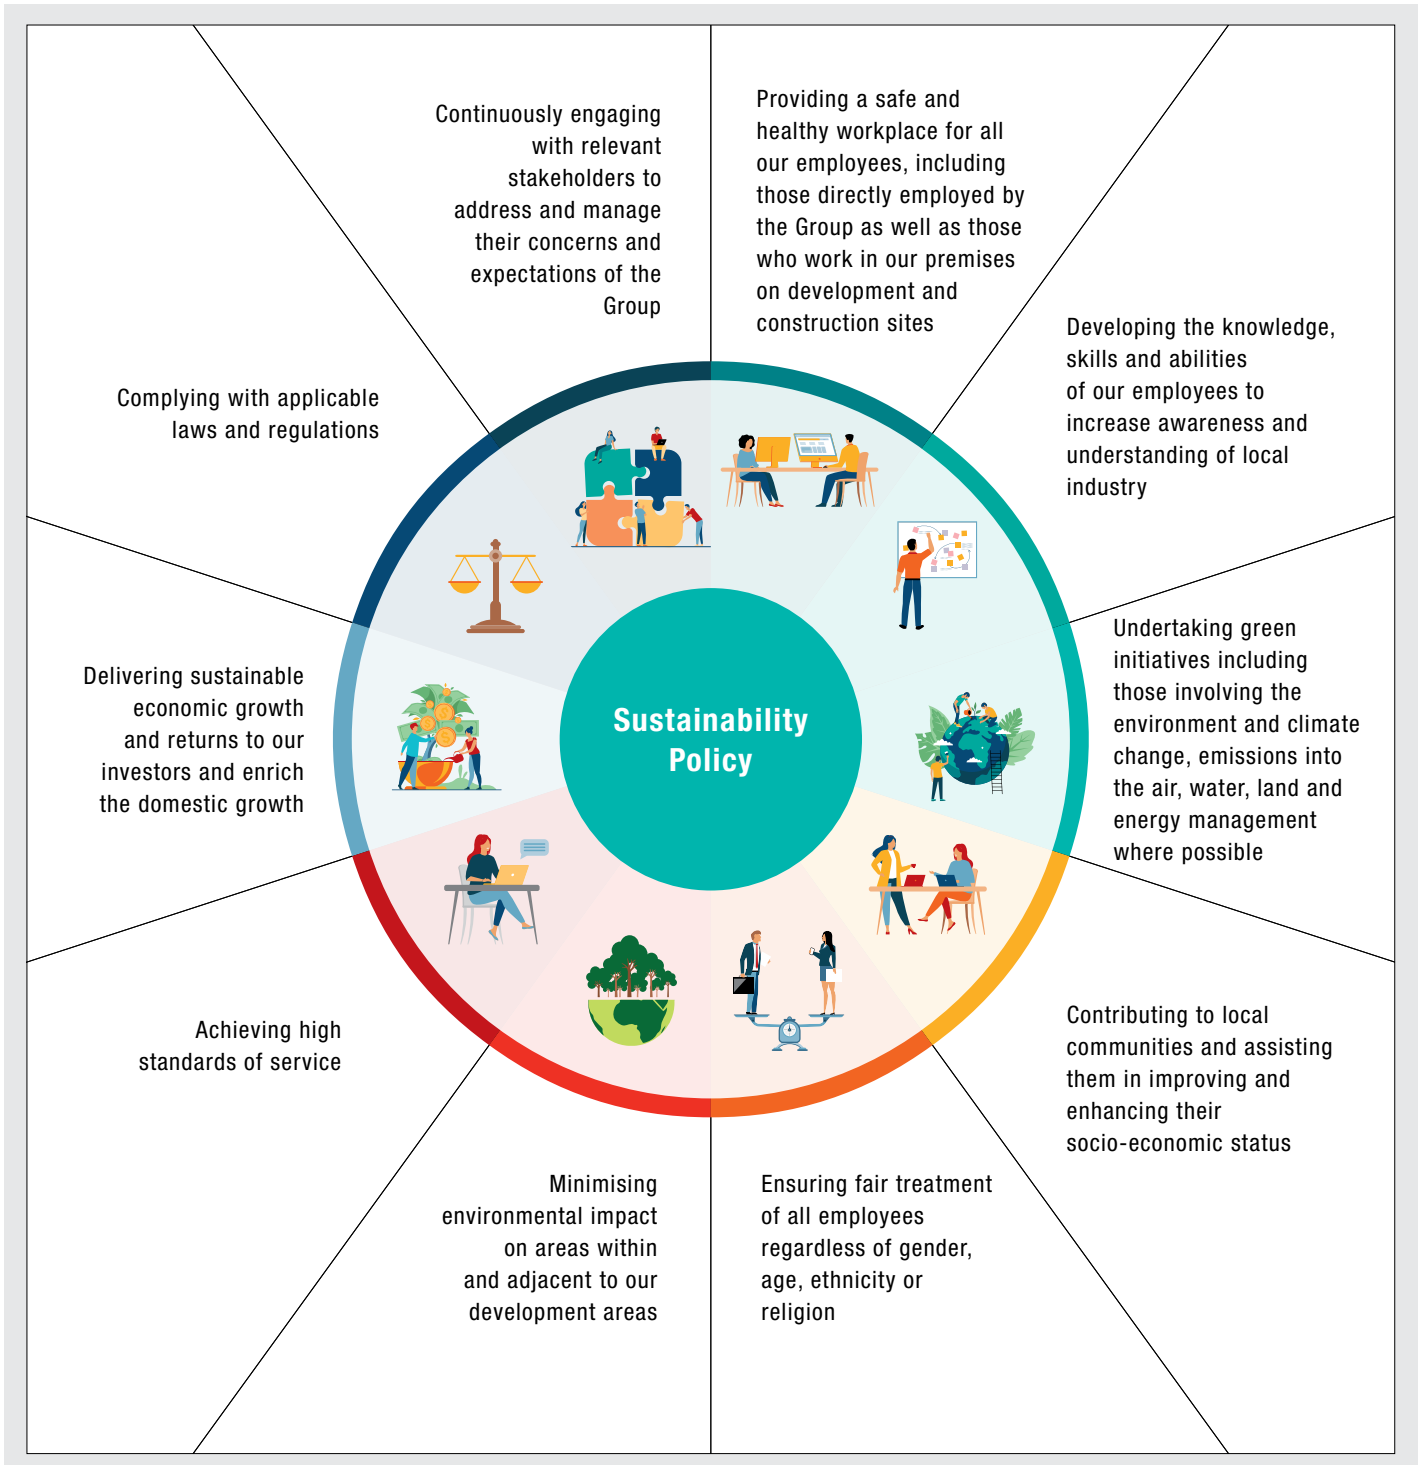 Continuously engaging
with relevant
stakeholders to
address and manage
their concerns and
expectations of the
Group
Providing a safe and
healthy workplace for all
our employees, including
those directly employed by
the Group as well as those
who work in our premises
on development and
construction sites
Developing the knowledge,
skills and abilities
of our employees to
increase awareness and
understanding of local
industry
Undertaking green
initiatives including
those involving the
environment and climate
change, emissions into
the air, water, land and
energy management
where possible
Contributing to local
communities and assisting
them in improving and
enhancing their
socio-economic status
Ensuring fair treatment
of all employees
regardless of gender,
age, ethnicity or
religion
Minimising
environmental impact
on areas within
and adjacent to our
development areas
Achieving high
standards of service
Delivering sustainable
economic growth
and returns to our
investors and enrich
the domestic growth
Complying with applicable
laws and regulations
Sustainability
Policy